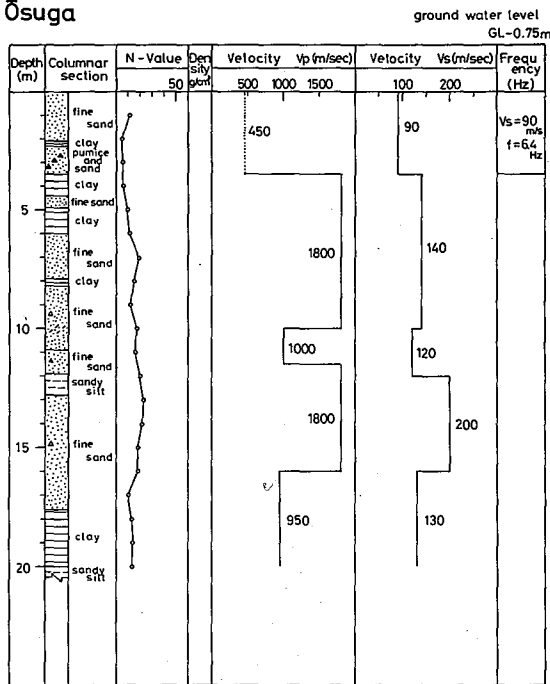 Ōsuga
ground water level
GL-0.75m
Depth
(m)
Columnar
section
N-Value
50
Den
sity
g/cm³
Velocity Vp(m/sec)
500 1000 1500
Velocity Vs(m/sec)
100 200
Frequ
ency
(Hz)
fine
sand
clay
pumice
and
sand
clay
fine sand
clay
fine
sand
clay
fine
sand
fine
sand
sandy
silt
fine
sand
clay
sandy
silt
5
10
15
20
450
1800
1000
1800
950
90
140
120
200
130
Vs=90
m/s
f=6.4
Hz